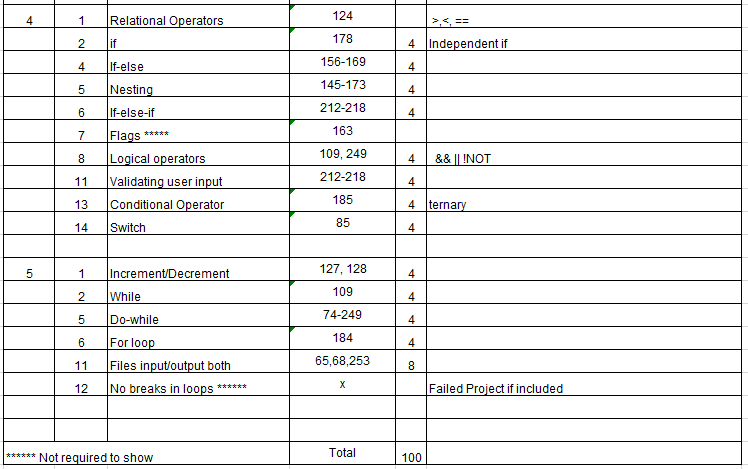 4 1 Relational Operators 124 >,<, ==
2 if 178 4 Independent if
4 If-else 156-169 4
5 Nesting 145-173 4
6 If-else-if 212-218 4
7 Flags ***** 163
8 Logical operators 109, 249 4 && || !NOT
11 Validating user input 212-218 4
13 Conditional Operator 185 4 ternary
14 Switch 85 4
5 1 Increment/Decrement 127, 128 4
2 While 109 4
5 Do-while 74-249 4
6 For loop 184 4
11 Files input/output both 65,68,253 8
12 No breaks in loops ****** x Failed Project if included
****** Not required to show Total 100